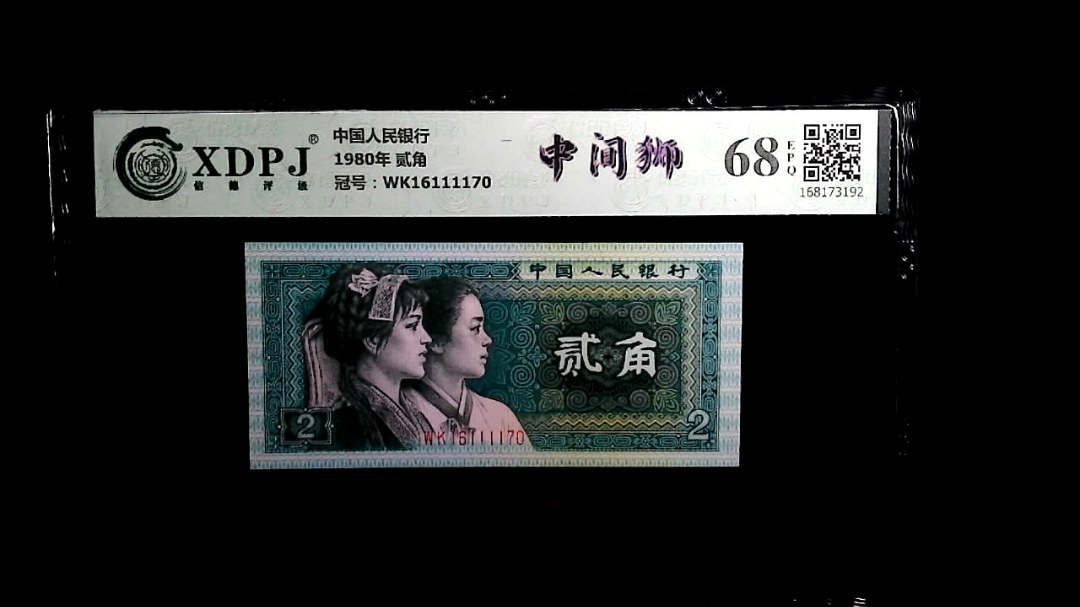 XDPJ®
信德评级
中国人民银行
1980年 贰角
冠号：WK16111170
中间狮
68
EPQ
168173192
中国人民银行
贰角
2
WK16111170
2